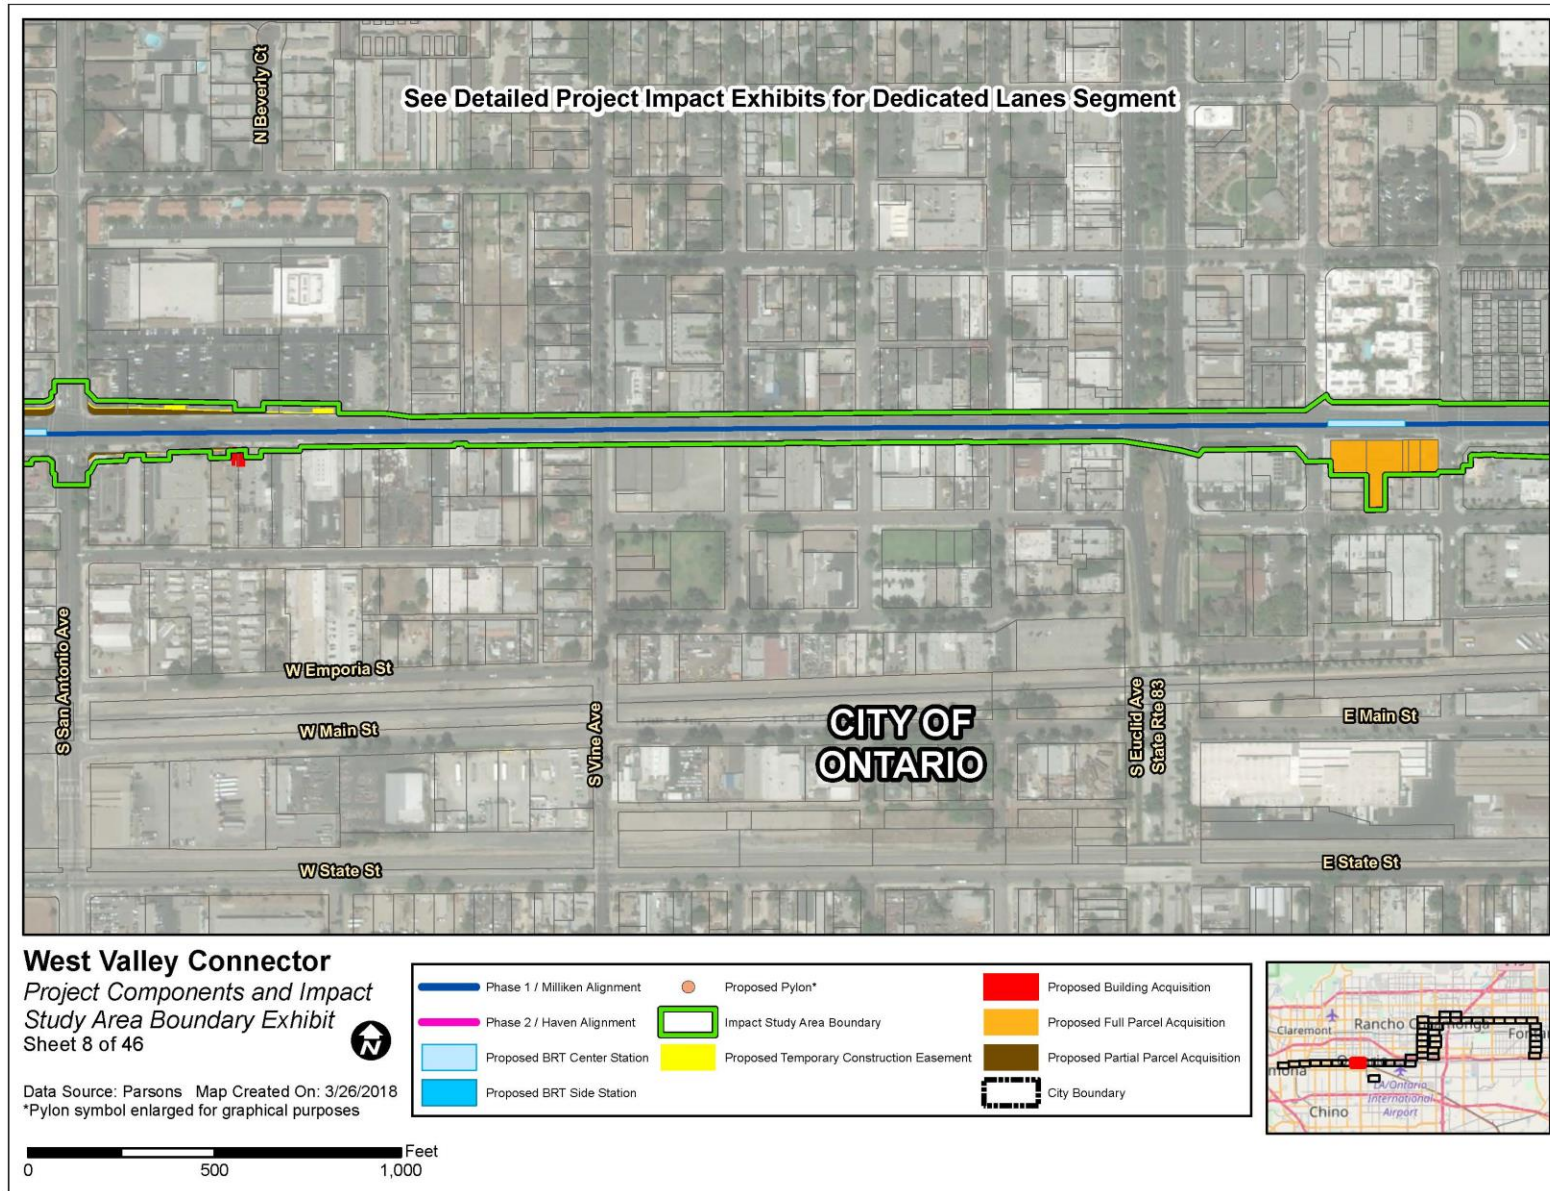 See Detailed Project Impact Exhibits for Dedicated Lanes Segment
N Beverly Ct
S San Antonio Ave
W Emporia St
W Main St
W State St
S Vine Ave
CITY OF
ONTARIO
S Euclid Ave
State Rte 83
E Main St
E State St
West Valley Connector
Project Components and Impact
Study Area Boundary Exhibit
Sheet 8 of 46
N
Data Source: Parsons Map Created On: 3/26/2018
*Pylon symbol enlarged for graphical purposes
Feet
0 500 1,000
Phase 1 / Milliken Alignment
Phase 2 / Haven Alignment
Proposed BRT Center Station
Proposed BRT Side Station
Proposed Pylon*
Impact Study Area Boundary
Proposed Temporary Construction Easement
Proposed Building Acquisition
Proposed Full Parcel Acquisition
Proposed Partial Parcel Acquisition
City Boundary
Claremont
Rancho
mona
LA/Ontario
International
Airport
Chino